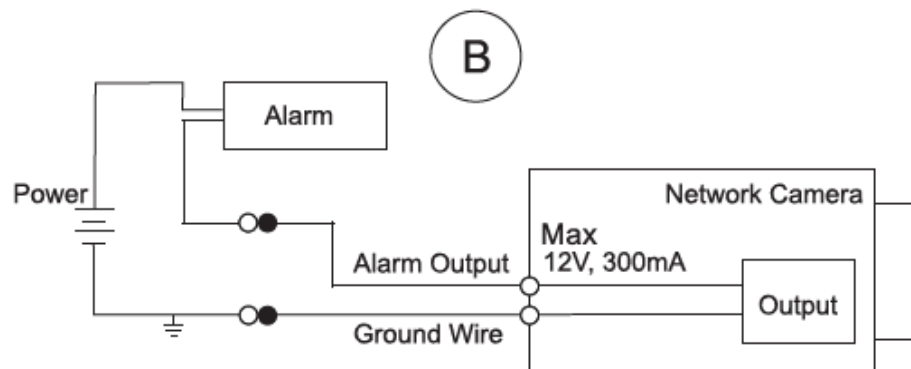 B
Alarm
Power
Network Camera
Max
12V, 300mA
Alarm Output
Output
Ground Wire